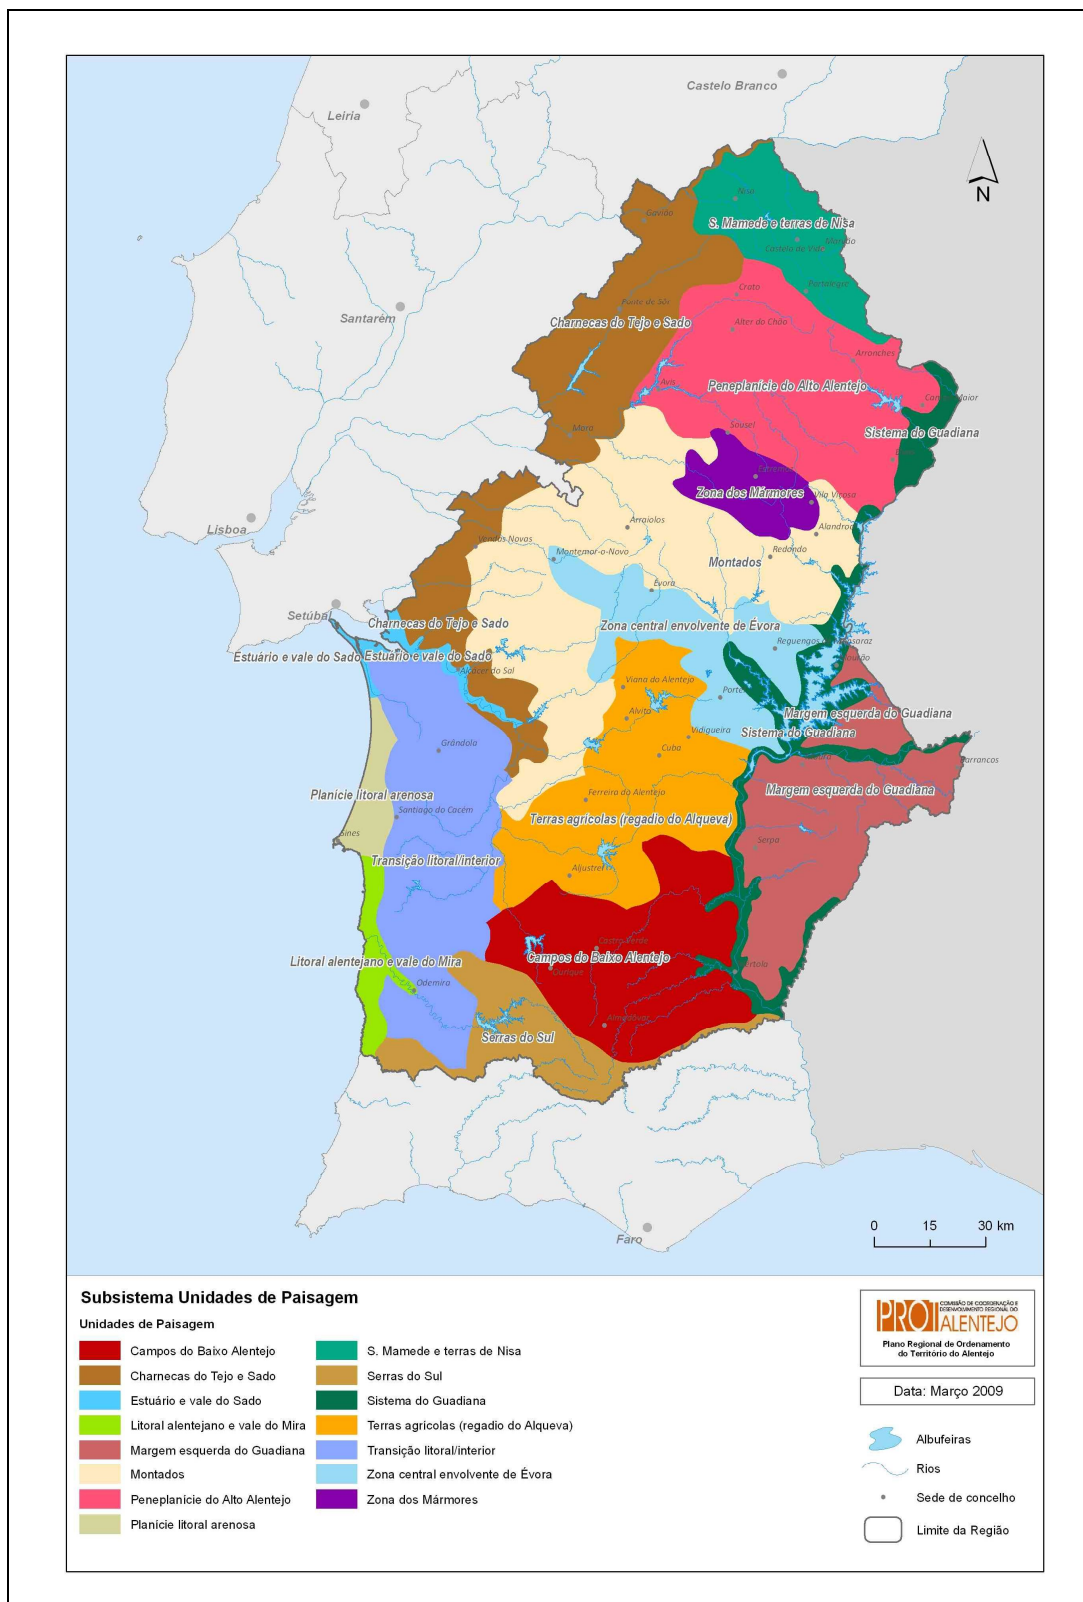 Castelo Branco
Leiria
N
Nisa
Gavião
S. Mamede e terras de Nisa
Marvão
Castelo de Vide
Portalegre
Crato
Ponte de Sôr
Santarém
Charnecas do Tejo e Sado
Alter do Chão
Arronches
Avis
Peneplanície do Alto Alentejo
Campo Maior
Sousel
Mora
Sistema do Guadiana
Estremoz
Zona dos Mármores
Vila Viçosa
Lisboa
Arraiolos
Alandroal
Vendas Novas
Montemor-o-Novo
Redondo
Montados
Évora
Setúbal
Charnecas do Tejo e Sado
Zona central envolvente de Évora
Reguengos de Monsaraz
Estuário e vale do Sado
Estuário e vale do Sado
Mourão
Alcácer do Sal
Viana do Alentejo
Portel
Margem esquerda do Guadiana
Alvito
Vidigueira
Sistema do Guadiana
Grândola
Cuba
Moura
Barrancos
Planície litoral arenosa
Ferreira do Alentejo
Margem esquerda do Guadiana
Santiago do Cacém
Terras agrícolas (regadio do Alqueva)
Sines
Serpa
Transição litoral/interior
Aljustrel
Castro Verde
Litoral alentejano e vale do Mira
Campos do Baixo Alentejo
Ourique
Mértola
Odemira
Almodôvar
Serras do Sul
0 15 30 km
Faro
Subsistema Unidades de Paisagem
Unidades de Paisagem
Campos do Baixo Alentejo
Charnecas do Tejo e Sado
Estuário e vale do Sado
Litoral alentejano e vale do Mira
Margem esquerda do Guadiana
Montados
Peneplanície do Alto Alentejo
Planície litoral arenosa
S. Mamede e terras de Nisa
Serras do Sul
Sistema do Guadiana
Terras agrícolas (regadio do Alqueva)
Transição litoral/interior
Zona central envolvente de Évora
Zona dos Mármores
PROT ALENTEJO
COMISSÃO DE COORDENAÇÃO E
DESENVOLVIMENTO REGIONAL DO
Plano Regional de Ordenamento
do Território do Alentejo
Data: Março 2009
Albufeiras
Rios
Sede de concelho
Limite da Região